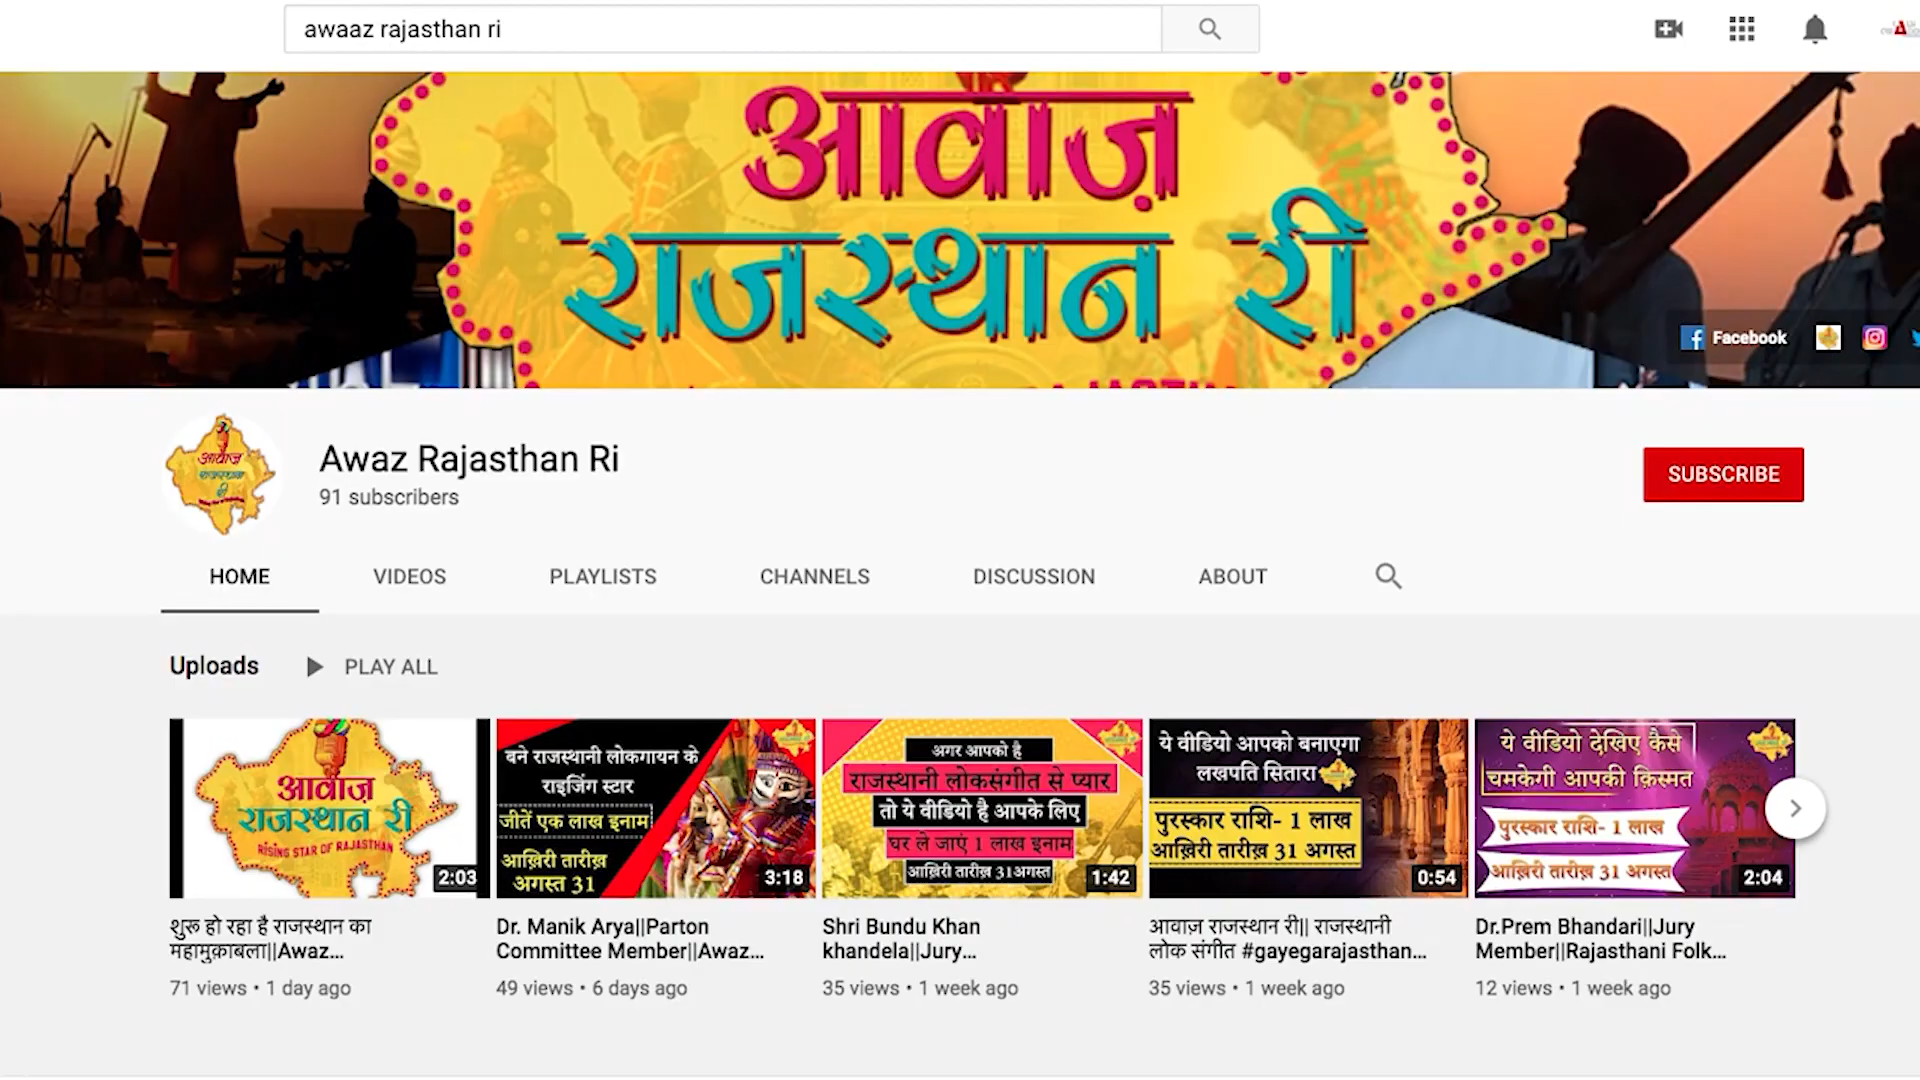 awaaz rajasthan ri
आवाज़
राजस्थान री
Facebook
आवाज़
राजस्थान
री
Awaz Rajasthan Ri
91 subscribers
SUBSCRIBE
HOME VIDEOS PLAYLISTS CHANNELS DISCUSSION ABOUT
Uploads PLAY ALL
आवाज़
राजस्थान री
RISING STAR OF RAJASTHAN
2:03
बने राजस्थानी लोकगायन के
राइजिंग स्टार
जीतें एक लाख इनाम
आख़िरी तारीख़
अगस्त 31
3:18
अगर आपको है
राजस्थानी लोकसंगीत से प्यार
तो ये वीडियो है आपके लिए
घर ले जाएं 1 लाख इनाम
आख़िरी तारीख़ 31 अगस्त
1:42
ये वीडियो आपको बनाएगा
लखपति सितारा
पुरस्कार राशि- 1 लाख
आख़िरी तारीख़ 31 अगस्त
0:54
ये वीडियो देखिए कैसे
चमकेगी आपकी क़िस्मत
पुरस्कार राशि- 1 लाख
आख़िरी तारीख़ 31 अगस्त
2:04
शुरू हो रहा है राजस्थान का
महामुक़ाबला||Awaz...
71 views • 1 day ago
Dr. Manik Arya||Parton
Committee Member||Awaz...
49 views • 6 days ago
Shri Bundu Khan
khandela||Jury...
35 views • 1 week ago
आवाज़ राजस्थान री|| राजस्थानी
लोक संगीत #gayegarajasthan...
35 views • 1 week ago
Dr.Prem Bhandari||Jury
Member||Rajasthani Folk...
12 views • 1 week ago